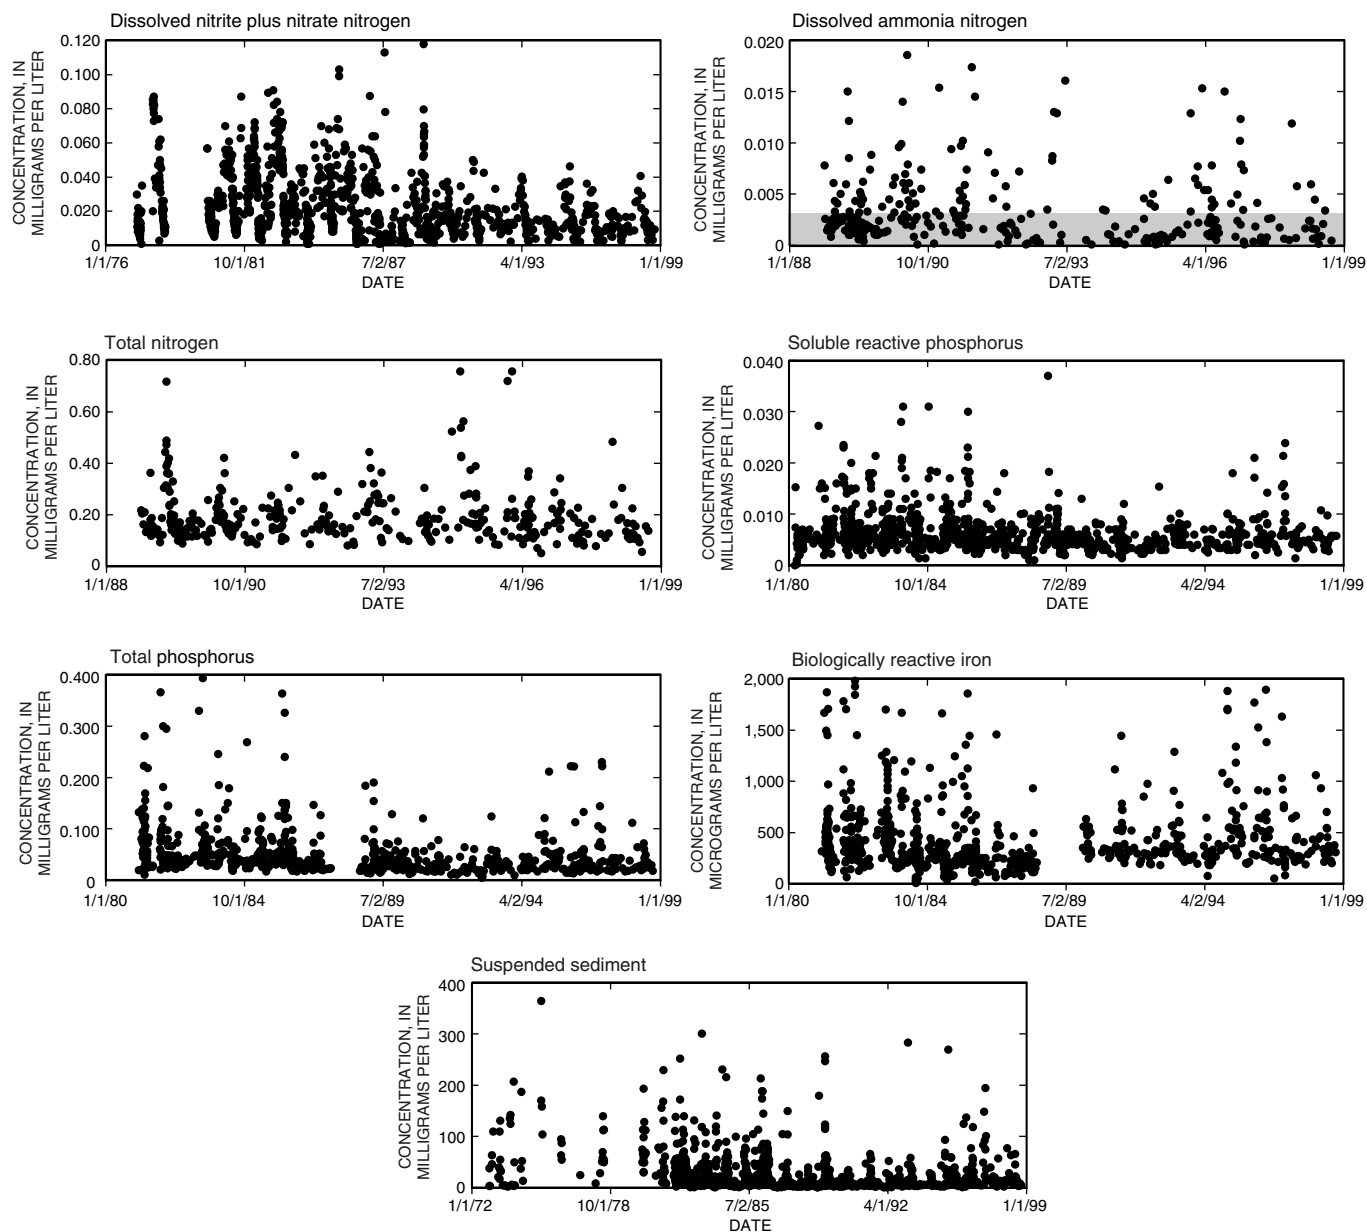 Dissolved nitrite plus nitrate nitrogen
CONCENTRATION, IN
MILLIGRAMS PER LITER
0.120
0.100
0.080
0.060
0.040
0.020
0
1/1/76 10/1/81 7/2/87 4/1/93 1/1/99
DATE
Dissolved ammonia nitrogen
CONCENTRATION, IN
MILLIGRAMS PER LITER
0.020
0.015
0.010
0.005
0
1/1/88 10/1/90 7/2/93 4/1/96 1/1/99
DATE
Total nitrogen
CONCENTRATION, IN
MILLIGRAMS PER LITER
0.80
0.60
0.40
0.20
0
1/1/88 10/1/90 7/2/93 4/1/96 1/1/99
DATE
Soluble reactive phosphorus
CONCENTRATION, IN
MILLIGRAMS PER LITER
0.040
0.030
0.020
0.010
0
1/1/80 10/1/84 7/2/89 4/2/94 1/1/99
DATE
Total phosphorus
CONCENTRATION, IN
MILLIGRAMS PER LITER
0.400
0.300
0.200
0.100
0
1/1/80 10/1/84 7/2/89 4/2/94 1/1/99
DATE
Biologically reactive iron
CONCENTRATION, IN
MICROGRAMS PER LITER
2,000
1,500
1,000
500
0
1/1/80 10/1/84 7/2/89 4/2/94 1/1/99
DATE
Suspended sediment
CONCENTRATION, IN
MILLIGRAMS PER LITER
400
300
200
100
0
1/1/72 10/1/78 7/2/85 4/1/92 1/1/99
DATE